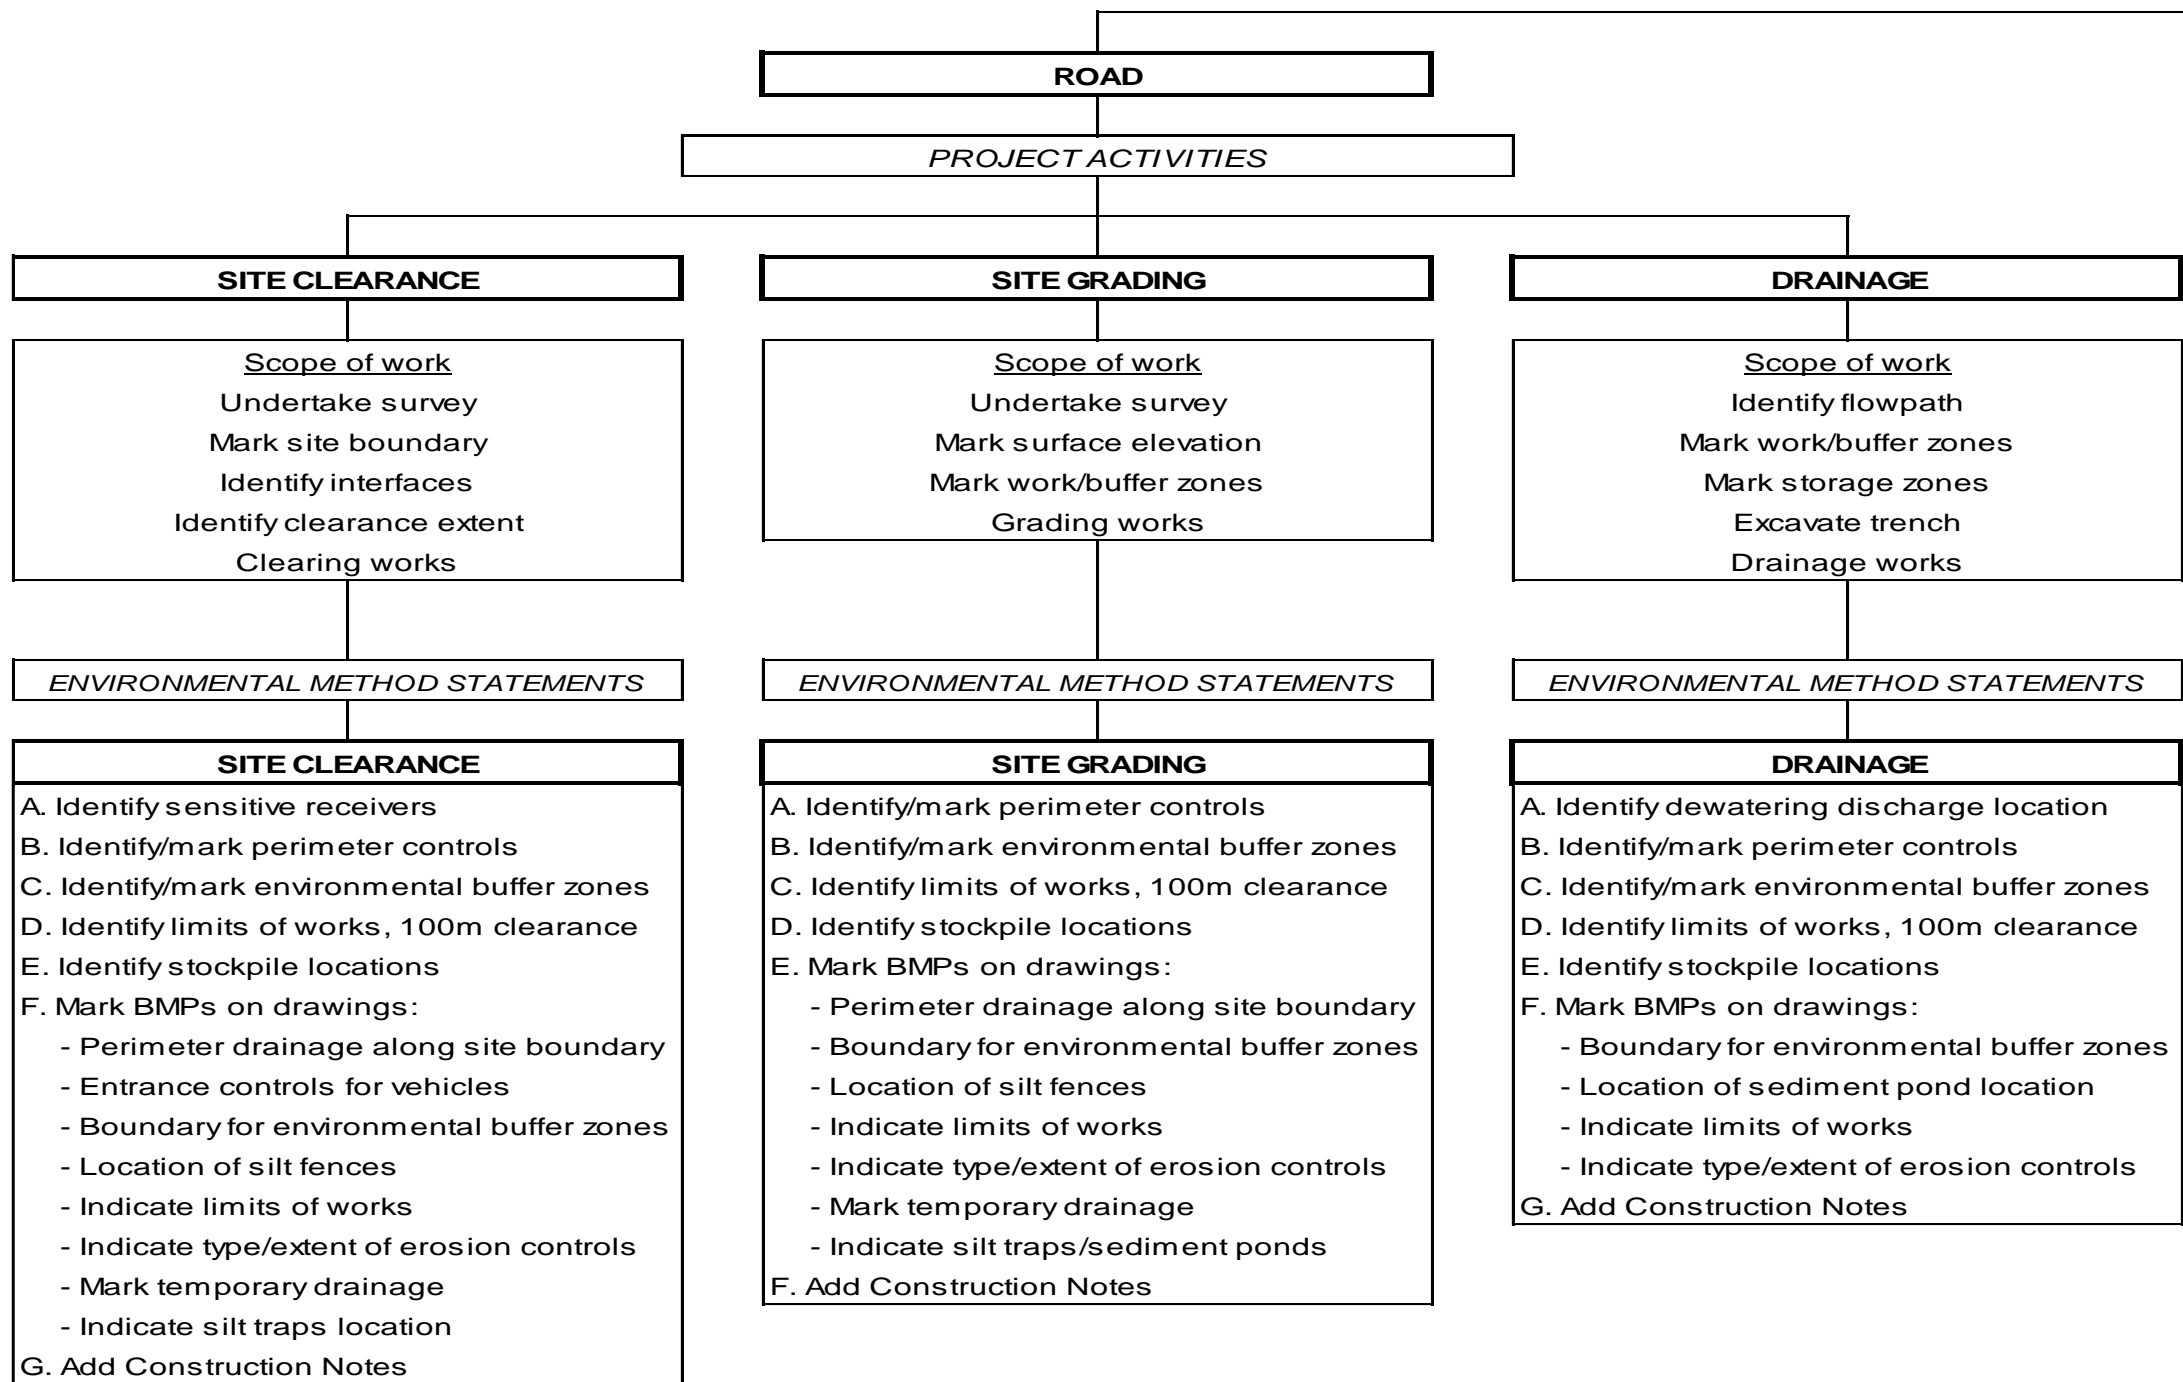 ROAD
PROJECT ACTIVITIES
SITE CLEARANCE
Scope of work
Undertake survey
Mark site boundary
Identify interfaces
Identify clearance extent
Clearing works
ENVIRONMENTAL METHOD STATEMENTS
SITE CLEARANCE
A. Identify sensitive receivers
B. Identify/mark perimeter controls
C. Identify/mark environmental buffer zones
D. Identify limits of works, 100m clearance
E. Identify stockpile locations
F. Mark BMPs on drawings:
- Perimeter drainage along site boundary
- Entrance controls for vehicles
- Boundary for environmental buffer zones
- Location of silt fences
- Indicate limits of works
- Indicate type/extent of erosion controls
- Mark temporary drainage
- Indicate silt traps location
G. Add Construction Notes
SITE GRADING
Scope of work
Undertake survey
Mark surface elevation
Mark work/buffer zones
Grading works
ENVIRONMENTAL METHOD STATEMENTS
SITE GRADING
A. Identify/mark perimeter controls
B. Identify/mark environmental buffer zones
C. Identify limits of works, 100m clearance
D. Identify stockpile locations
E. Mark BMPs on drawings:
- Perimeter drainage along site boundary
- Boundary for environmental buffer zones
- Location of silt fences
- Indicate limits of works
- Indicate type/extent of erosion controls
- Mark temporary drainage
- Indicate silt traps/sediment ponds
F. Add Construction Notes
DRAINAGE
Scope of work
Identify flowpath
Mark work/buffer zones
Mark storage zones
Excavate trench
Drainage works
ENVIRONMENTAL METHOD STATEMENTS
DRAINAGE
A. Identify dewatering discharge location
B. Identify/mark perimeter controls
C. Identify/mark environmental buffer zones
D. Identify limits of works, 100m clearance
E. Identify stockpile locations
F. Mark BMPs on drawings:
- Boundary for environmental buffer zones
- Location of sediment pond location
- Indicate limits of works
- Indicate type/extent of erosion controls
G. Add Construction Notes